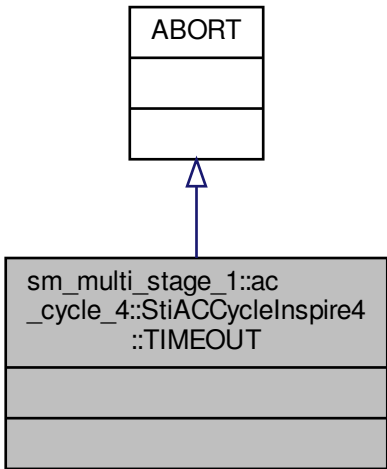 ABORT
sm_multi_stage_1::ac
_cycle_4::StiACCycleInspire4
::TIMEOUT